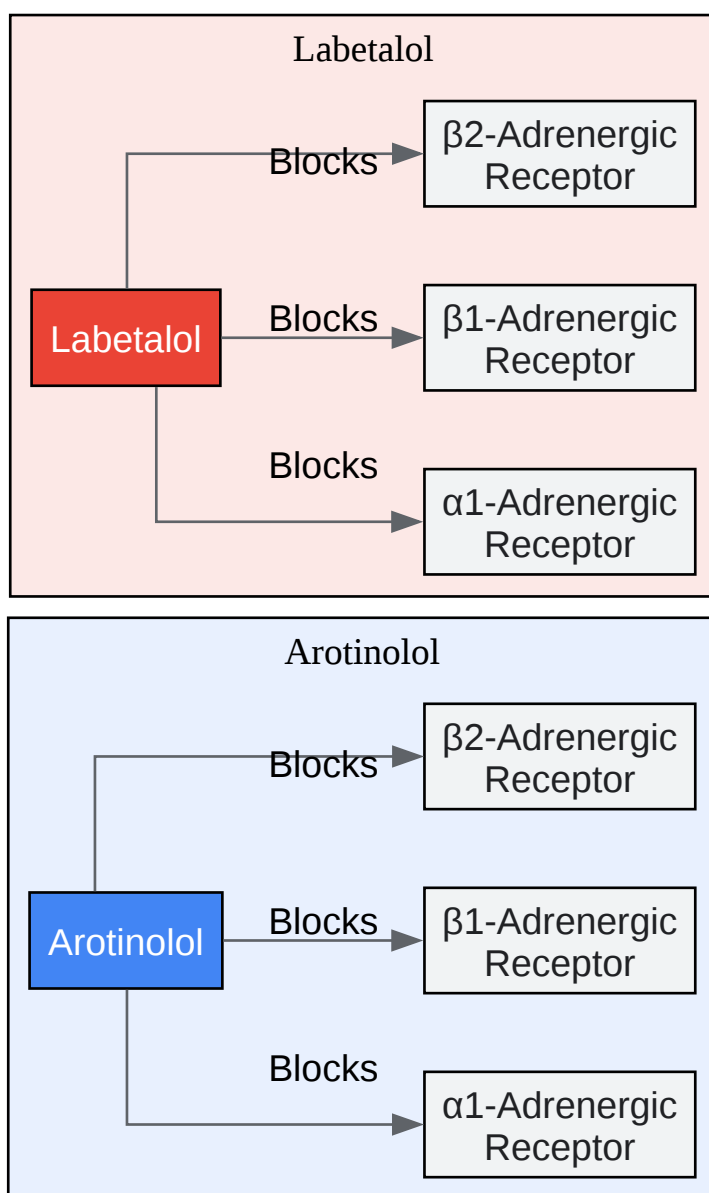 Labetalol
β2-Adrenergic
Receptor
Blocks
Labetalol
Blocks
β1-Adrenergic
Receptor
Blocks
α1-Adrenergic
Receptor
Arotinolol
β2-Adrenergic
Receptor
Blocks
Arotinolol
Blocks
β1-Adrenergic
Receptor
Blocks
α1-Adrenergic
Receptor